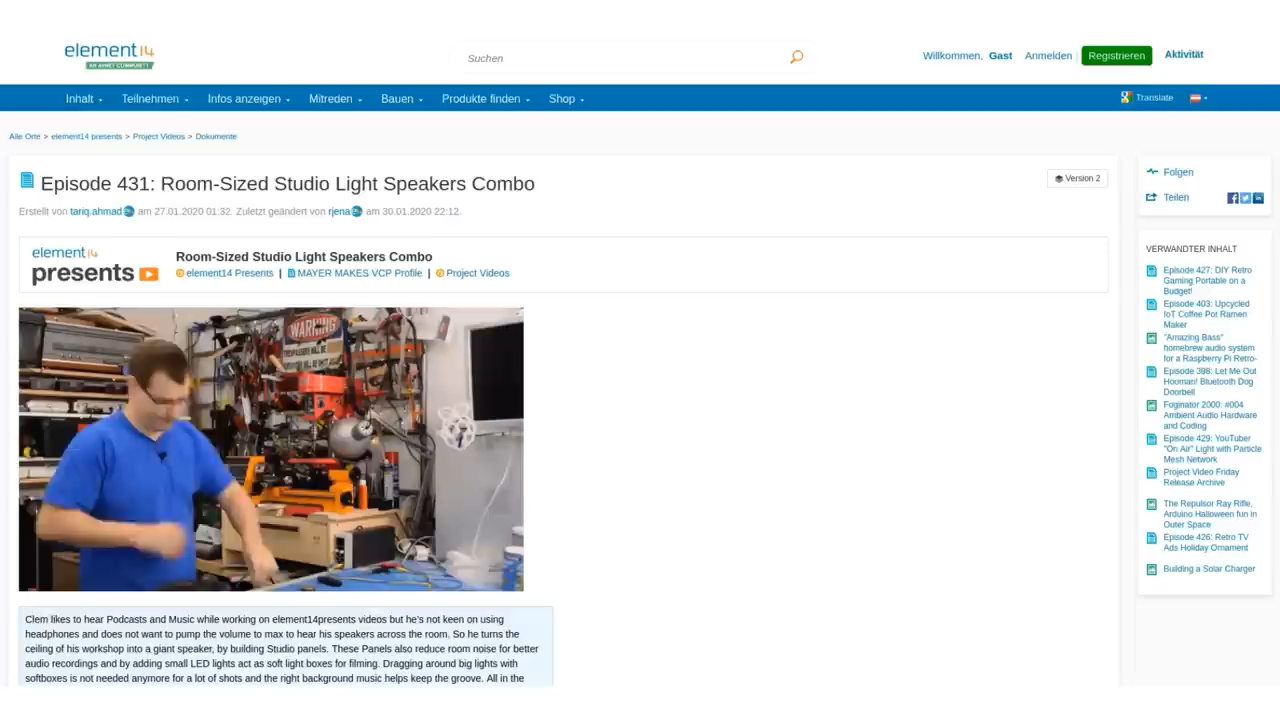 element14
AN AVNET COMMUNITY
Suchen
Willkommen, Gast Anmelden Registrieren Aktivität
Inhalt Teilnehmen Infos anzeigen Mitreden Bauen Produkte finden Shop Translate
Alle Orte > element14 presents > Project Videos > Dokumente
Episode 431: Room-Sized Studio Light Speakers Combo
Version 2
Erstellt von tariq.ahmad am 27.01.2020 01:32. Zuletzt geändert von rjena am 30.01.2020 22:12.
element14
presents
Room-Sized Studio Light Speakers Combo
element14 Presents | MAYER MAKES VCP Profile | Project Videos
WARNING
Clem likes to hear Podcasts and Music while working on element14presents videos but he's not keen on using
headphones and does not want to pump the volume to max to hear his speakers across the room. So he turns the
ceiling of his workshop into a giant speaker, by building Studio panels. These Panels also reduce room noise for better
audio recordings and by adding small LED lights act as soft light boxes for filming. Dragging around big lights with
softboxes is not needed anymore for a lot of shots and the right background music helps keep the groove. All in the
Folgen
Teilen
VERWANDTER INHALT
Episode 427: DIY Retro
Gaming Portable on a
Budget!
Episode 403: Upcycled
IoT Coffee Pot Ramen
Maker
"Amazing Bass"
homebrew audio system
for a Raspberry Pi Retro-
Episode 398: Let Me Out
Hooman! Bluetooth Dog
Doorbell
Foginator 2000: #004
Ambient Audio Hardware
and Coding
Episode 429: YouTuber
"On Air" Light with Particle
Mesh Network
Project Video Friday
Release Archive
The Repulsor Ray Rifle,
Arduino Halloween fun in
Outer Space
Episode 426: Retro TV
Ads Holiday Ornament
Building a Solar Charger